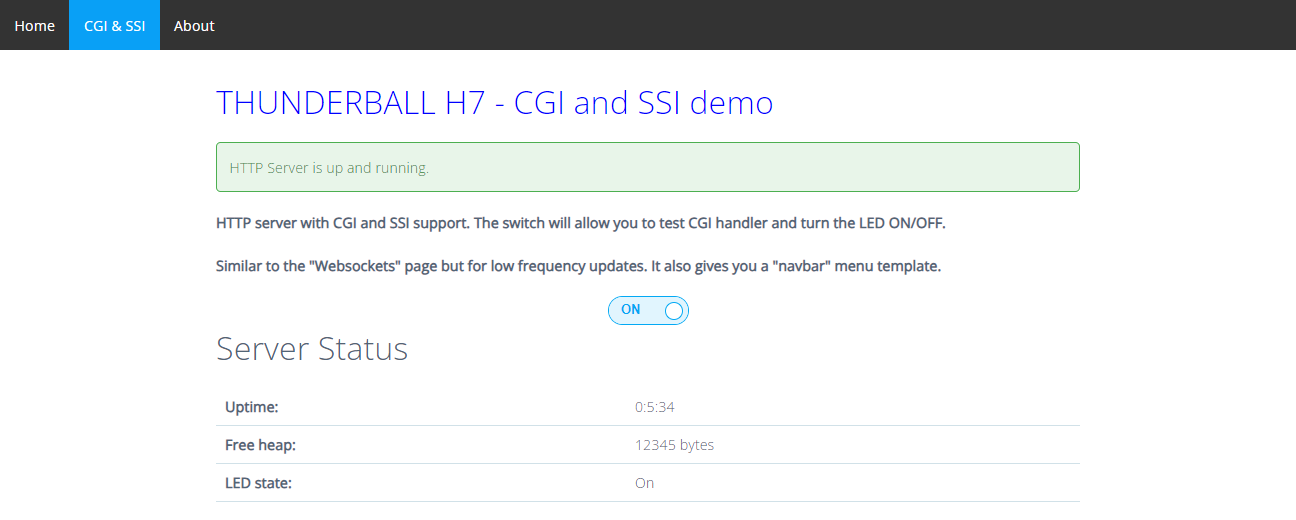 Home CGI & SSI About
THUNDERBALL H7 - CGI and SSI demo
HTTP Server is up and running.
HTTP server with CGI and SSI support. The switch will allow you to test CGI handler and turn the LED ON/OFF.
Similar to the "Websockets" page but for low frequency updates. It also gives you a "navbar" menu template.
ON
Server Status
Uptime: 0:5:34
Free heap: 12345 bytes
LED state: On